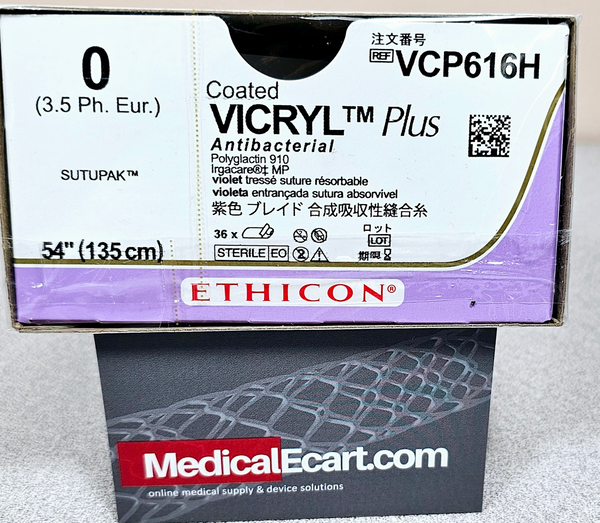 0
(3.5 Ph. Eur.)
SUTUPAK™
54" (135 cm)
注文番号
REF VCP616H
Coated
VICRYL™ Plus
Antibacterial
Polyglactin 910
Irgacare®‡ MP
violet tressé suture résorbable
violeta entrançada sutura absorvível
紫色 ブレイド 合成吸収性縫合糸
36 x
STERILE EO
ロット
LOT
期限
ETHICON®
MedicalEcart.com
online medical supply & device solutions